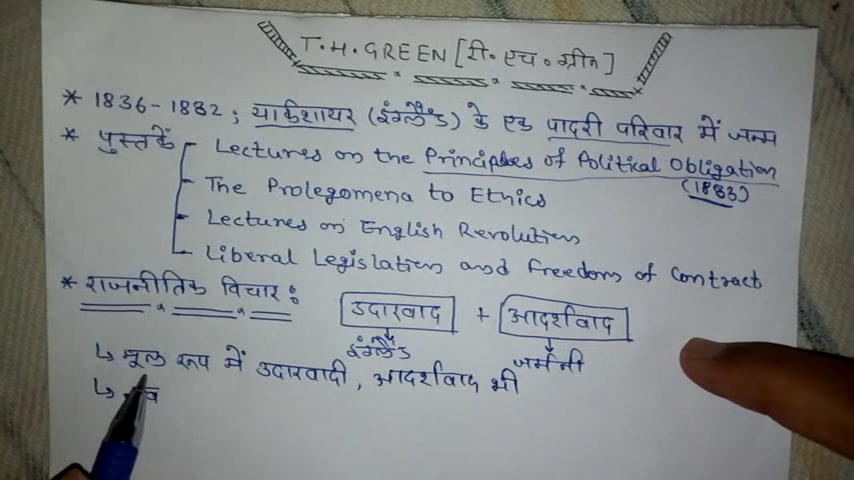 T.H.GREEN [टी. एच. ग्रीन]
* 1836-1882; यार्कशायर (इंग्लैंड) के एक पादरी परिवार में जन्म
* पुस्तकें Lectures on the Principles of Political Obligation
(1883)
The Prolegomena to Ethics
Lectures on English Revolution
Liberal Legislation and freedom of Contract
* राजनीतिक विचार : उदारवाद + आदर्शवाद
इंग्लैंड जर्मनी
↳ मूल रूप में उदारवादी, आदर्शवाद भी
↳